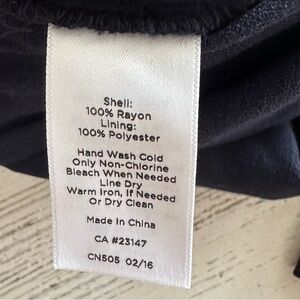 Shell:
100% Rayon
Lining:
100% Polyester
Hand Wash Cold
Only Non-Chlorine
Bleach When Needed
Line Dry
Warm Iron, If Needed
Or Dry Clean
Made In China
CA #23147
CN505 02/16